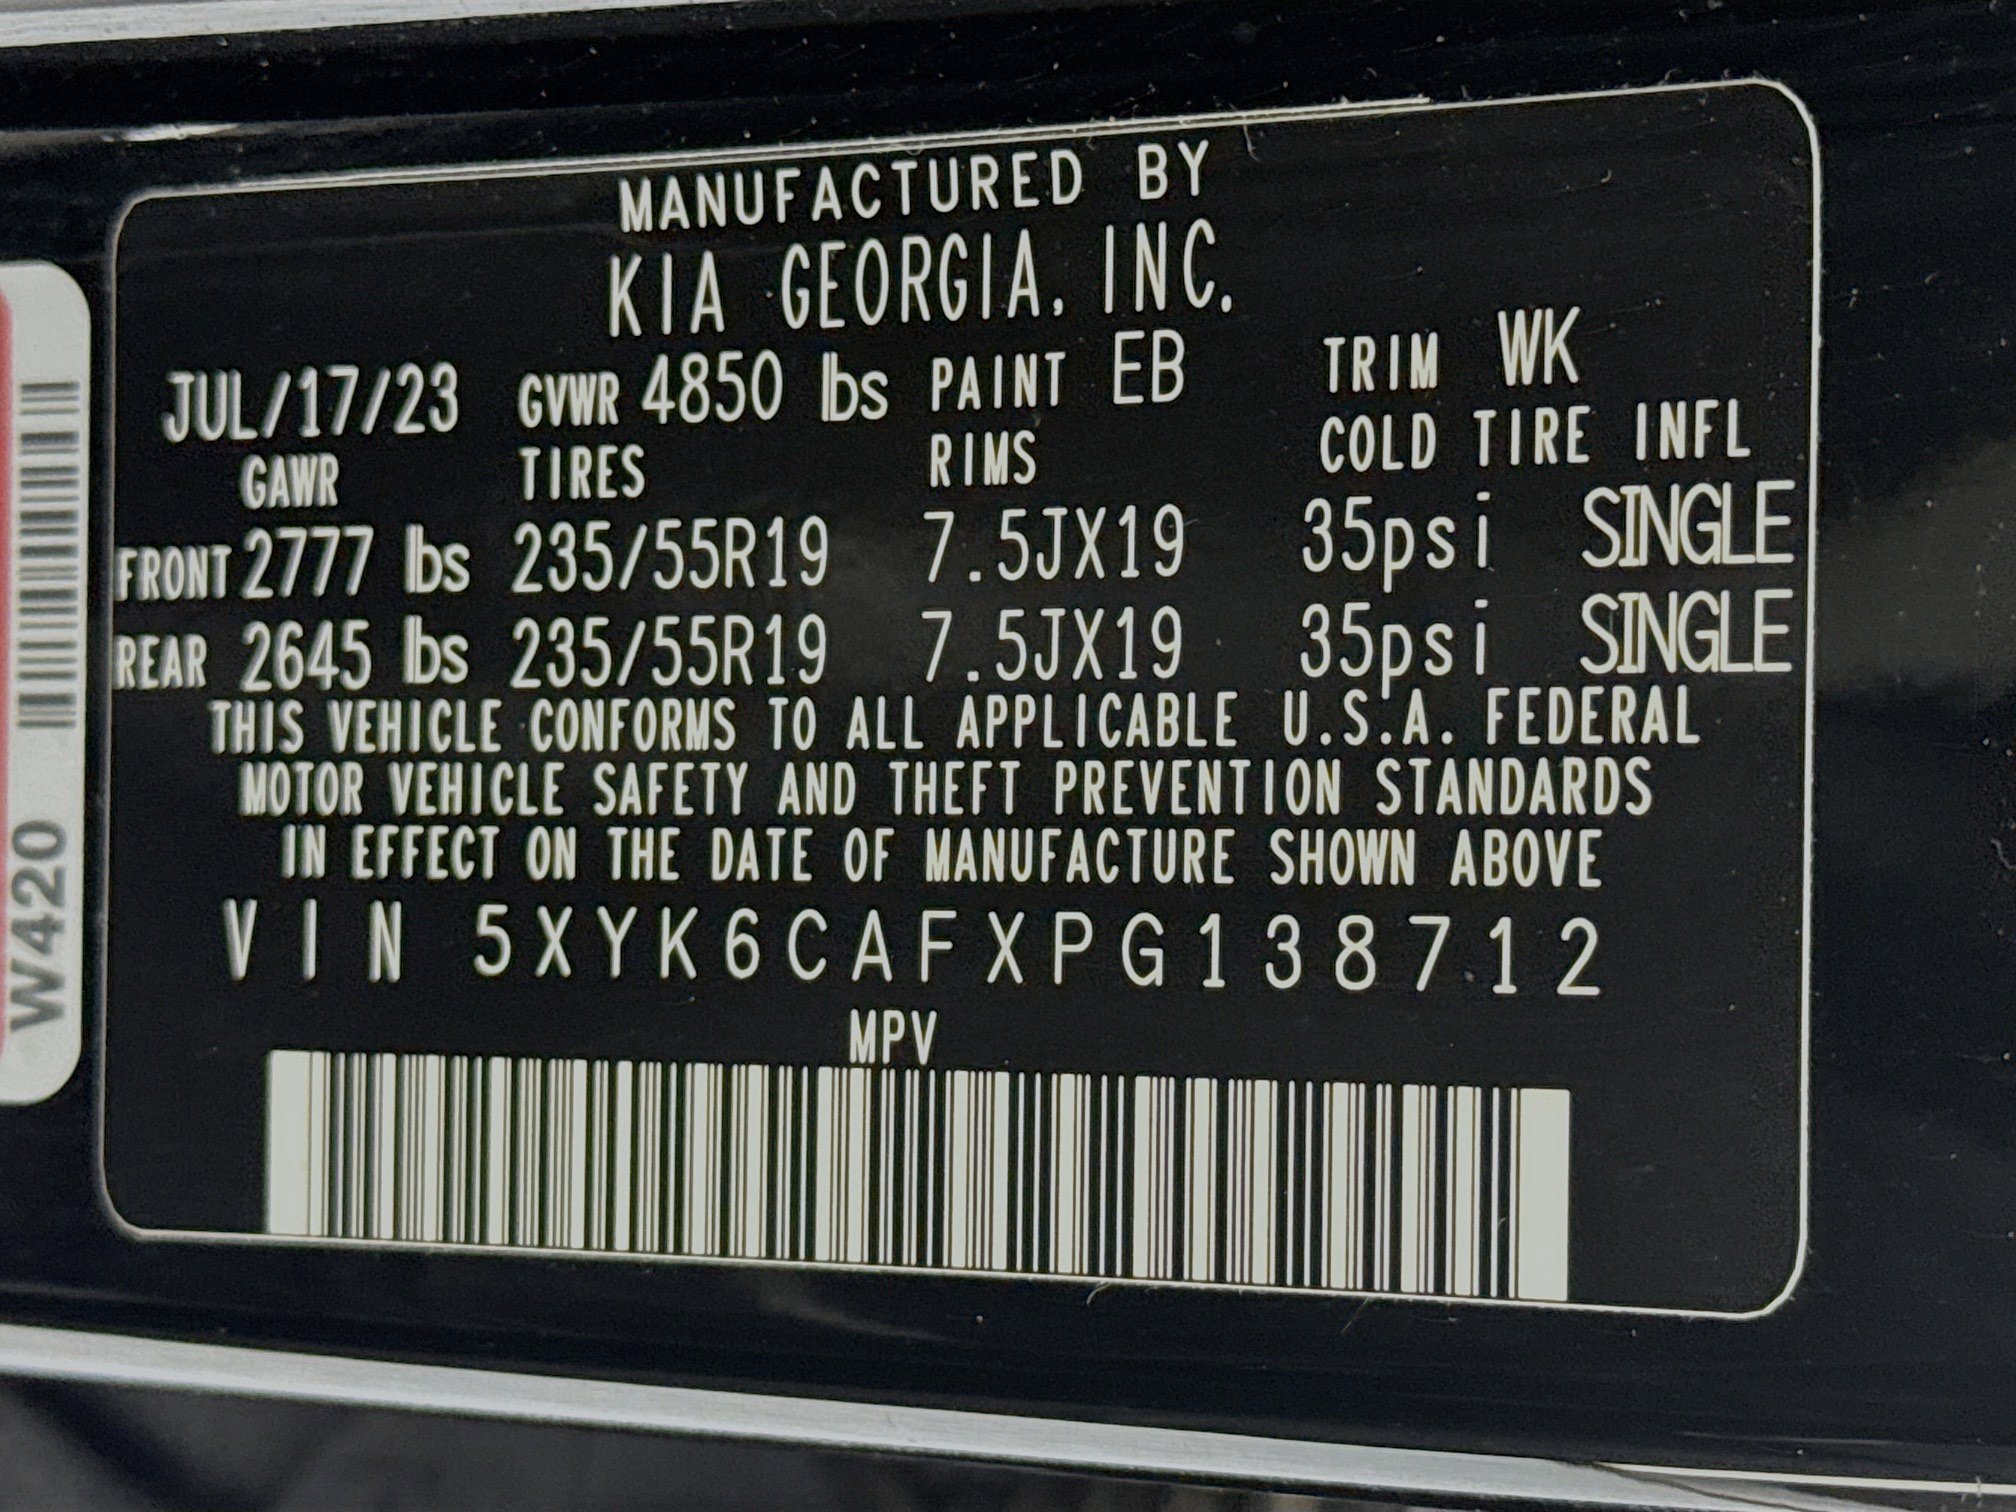 MANUFACTURED BY
KIA GEORGIA, INC.
JUL/17/23 GVWR 4850 lbs PAINT EB TRIM WK
GAWR TIRES RIMS COLD TIRE INFL
FRONT 2777 lbs 235/55R19 7.5JX19 35psi SINGLE
REAR 2645 lbs 235/55R19 7.5JX19 35psi SINGLE
THIS VEHICLE CONFORMS TO ALL APPLICABLE U.S.A. FEDERAL
MOTOR VEHICLE SAFETY AND THEFT PREVENTION STANDARDS
IN EFFECT ON THE DATE OF MANUFACTURE SHOWN ABOVE
VIN 5XYK6CAFXPG138712
MPV
W420